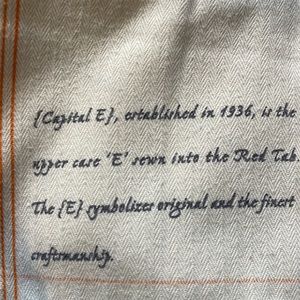 {Capital E}, established in 1936, is the
upper case 'E' sewn into the Red Tab.
The {E} symbolizes original and the finest
craftsmanship.